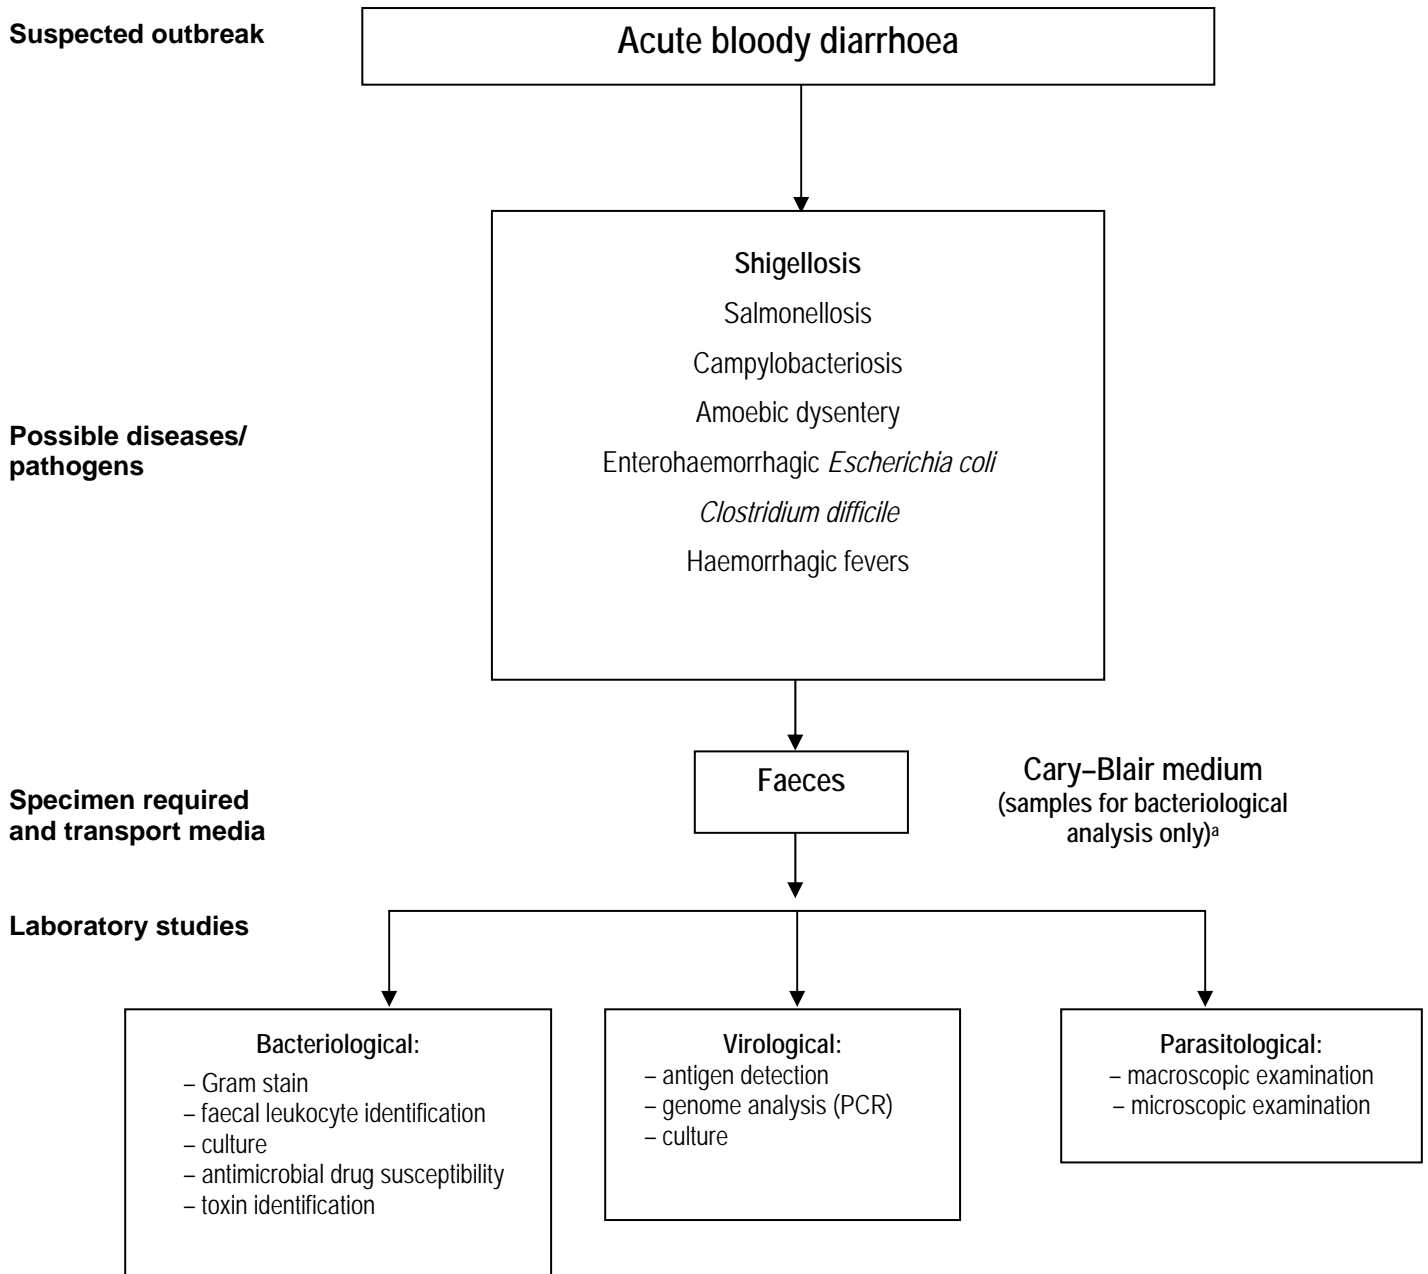 Suspected outbreak
Acute bloody diarrhoea
Possible diseases/
pathogens
Shigellosis
Salmonellosis
Campylobacteriosis
Amoebic dysentery
Enterohaemorrhagic Escherichia coli
Clostridium difficile
Haemorrhagic fevers
Specimen required
and transport media
Faeces
Cary–Blair medium
(samples for bacteriological
analysis only)ᵃ
Laboratory studies
Bacteriological:
– Gram stain
– faecal leukocyte identification
– culture
– antimicrobial drug susceptibility
– toxin identification
Virological:
– antigen detection
– genome analysis (PCR)
– culture
Parasitological:
– macroscopic examination
– microscopic examination